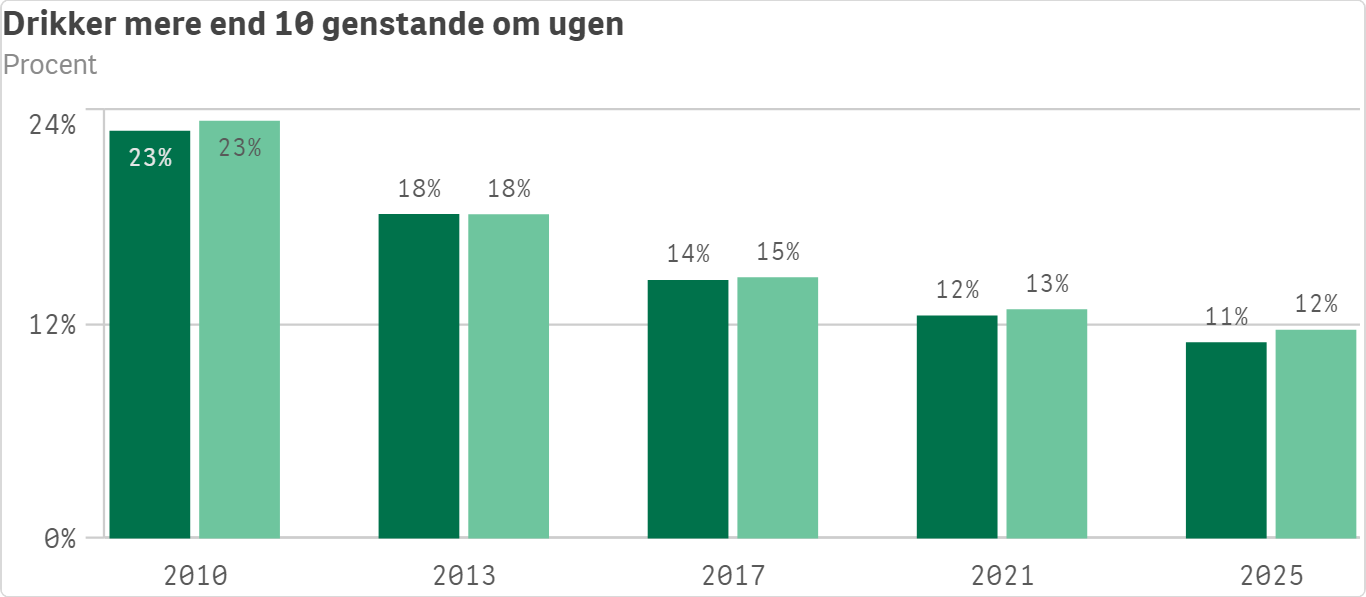 Drikker mere end 10 genstande om ugen
Procent
24%
23% 23%
18% 18%
14% 15%
12% 13%
11% 12%
12%
0%
2010 2013 2017 2021 2025